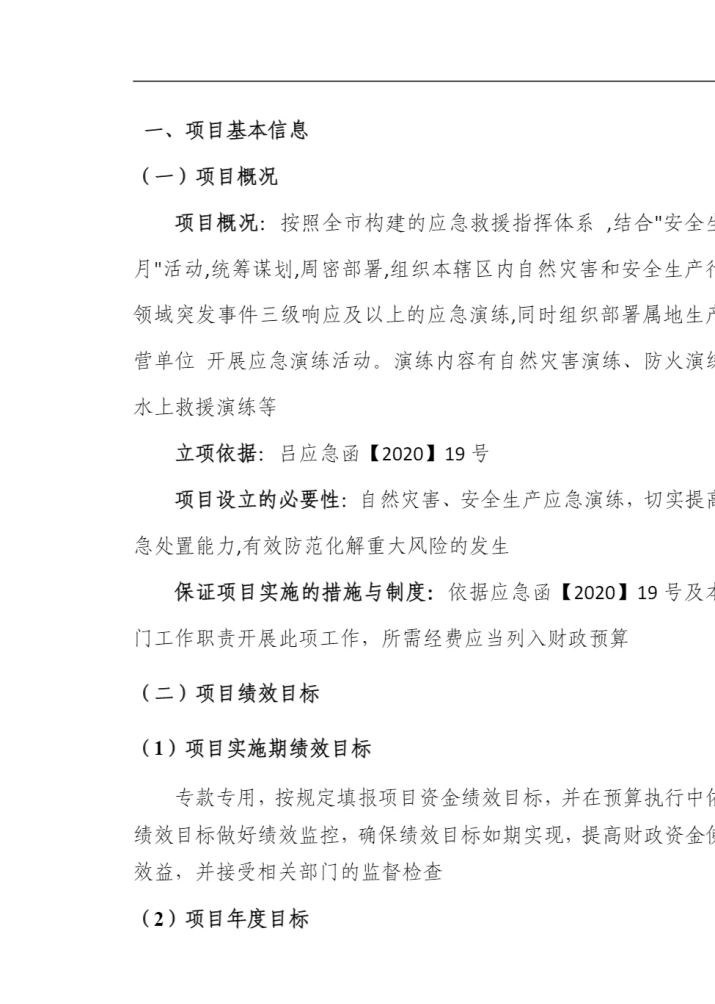 一、项目基本信息
（一）项目概况
项目概况：按照全市构建的应急救援指挥体系 ,结合"安全生
月"活动,统筹谋划,周密部署,组织本辖区内自然灾害和安全生产行
领域突发事件三级响应及以上的应急演练,同时组织部署属地生产
营单位 开展应急演练活动。演练内容有自然灾害演练、防火演练
水上救援演练等
立项依据：吕应急函【2020】19 号
项目设立的必要性：自然灾害、安全生产应急演练，切实提高
急处置能力,有效防范化解重大风险的发生
保证项目实施的措施与制度：依据应急函【2020】19 号及本
门工作职责开展此项工作，所需经费应当列入财政预算
（二）项目绩效目标
（1）项目实施期绩效目标
专款专用，按规定填报项目资金绩效目标，并在预算执行中依
绩效目标做好绩效监控，确保绩效目标如期实现，提高财政资金使
效益，并接受相关部门的监督检查
（2）项目年度目标